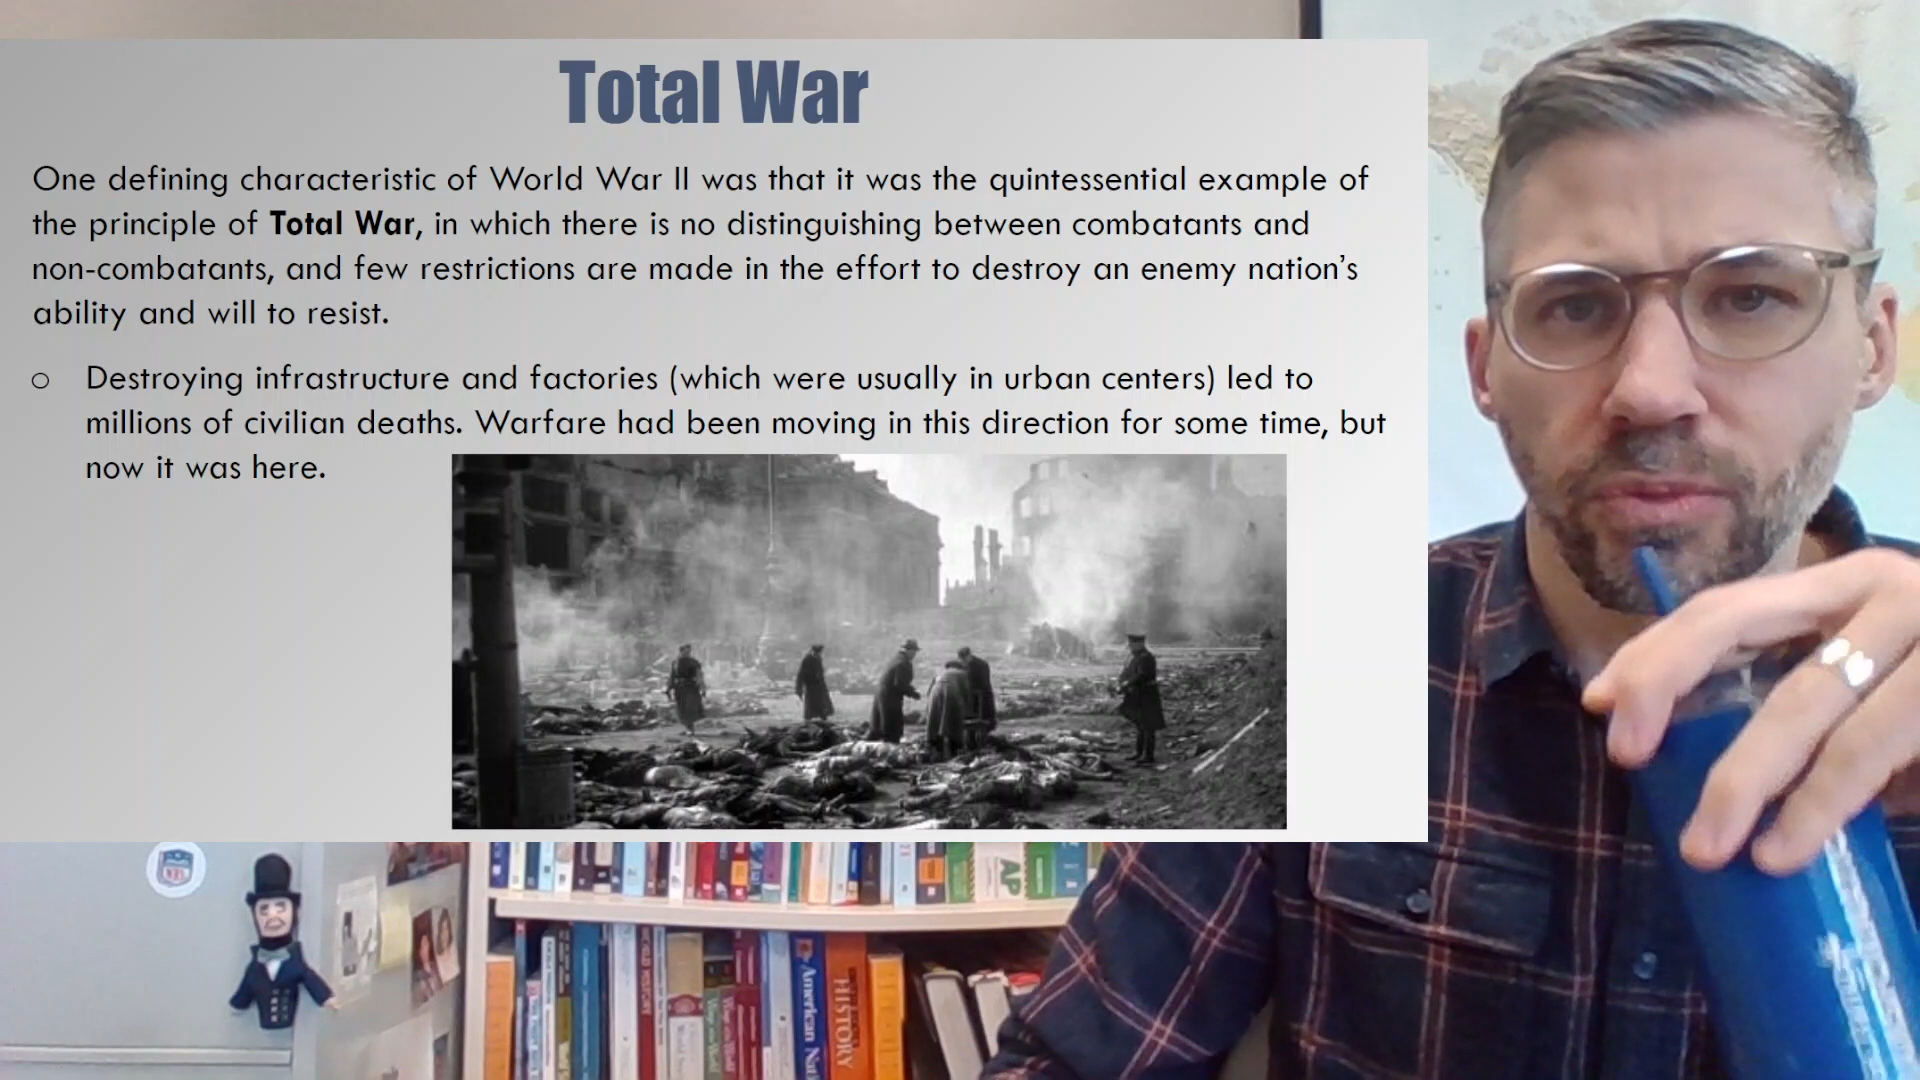 Total War
One defining characteristic of World War II was that it was the quintessential example of
the principle of Total War, in which there is no distinguishing between combatants and
non-combatants, and few restrictions are made in the effort to destroy an enemy nation’s
ability and will to resist.
o Destroying infrastructure and factories (which were usually in urban centers) led to
millions of civilian deaths. Warfare had been moving in this direction for some time, but
now it was here.
NFL
AP
WORLD HISTORY
American
HISTORY